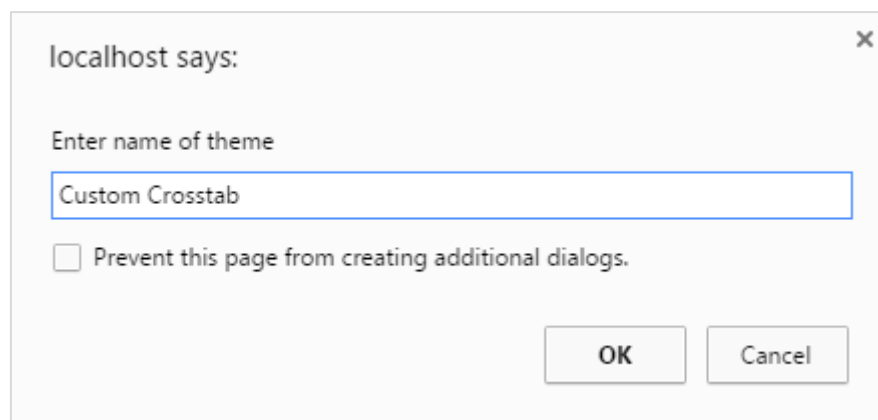 localhost says:
Enter name of theme
Custom Crosstab
Prevent this page from creating additional dialogs.
OK
Cancel